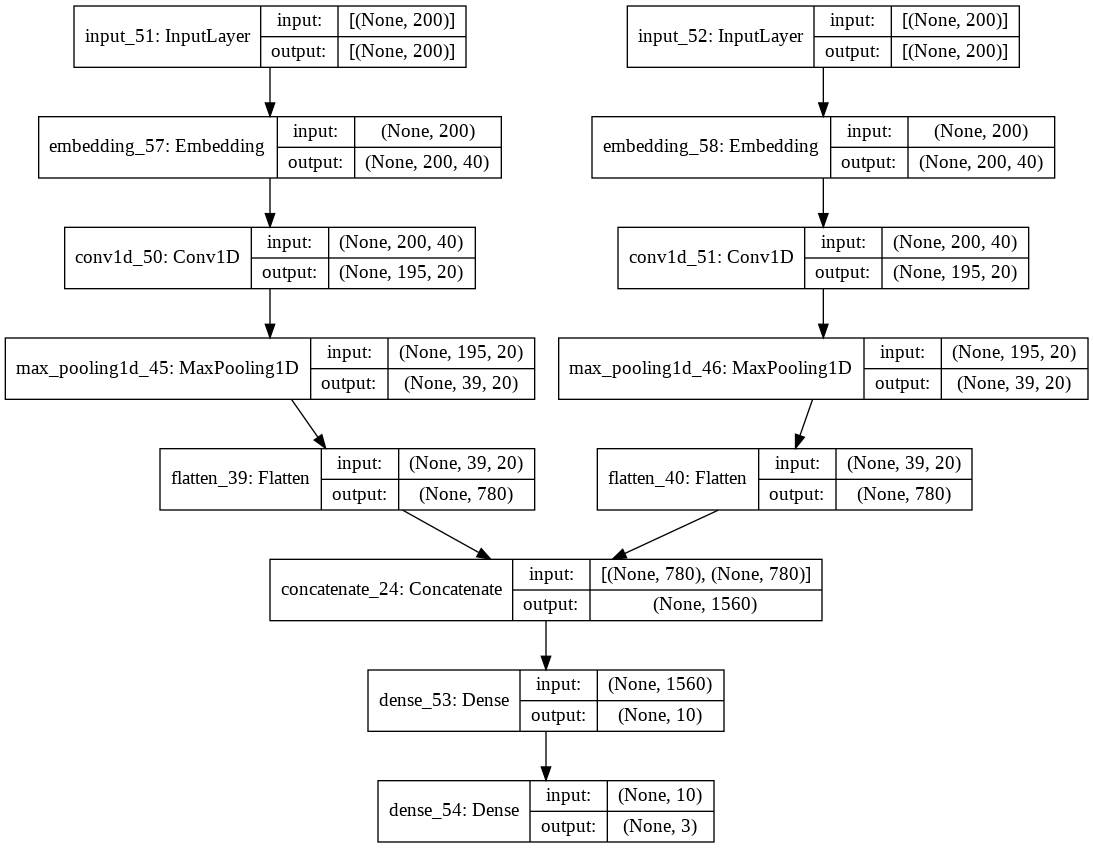 input_51: InputLayer
input: [(None, 200)]
output: [(None, 200)]
input_52: InputLayer
input: [(None, 200)]
output: [(None, 200)]
embedding_57: Embedding
input: (None, 200)
output: (None, 200, 40)
embedding_58: Embedding
input: (None, 200)
output: (None, 200, 40)
conv1d_50: Conv1D
input: (None, 200, 40)
output: (None, 195, 20)
conv1d_51: Conv1D
input: (None, 200, 40)
output: (None, 195, 20)
max_pooling1d_45: MaxPooling1D
input: (None, 195, 20)
output: (None, 39, 20)
max_pooling1d_46: MaxPooling1D
input: (None, 195, 20)
output: (None, 39, 20)
flatten_39: Flatten
input: (None, 39, 20)
output: (None, 780)
flatten_40: Flatten
input: (None, 39, 20)
output: (None, 780)
concatenate_24: Concatenate
input: [(None, 780), (None, 780)]
output: (None, 1560)
dense_53: Dense
input: (None, 1560)
output: (None, 10)
dense_54: Dense
input: (None, 10)
output: (None, 3)